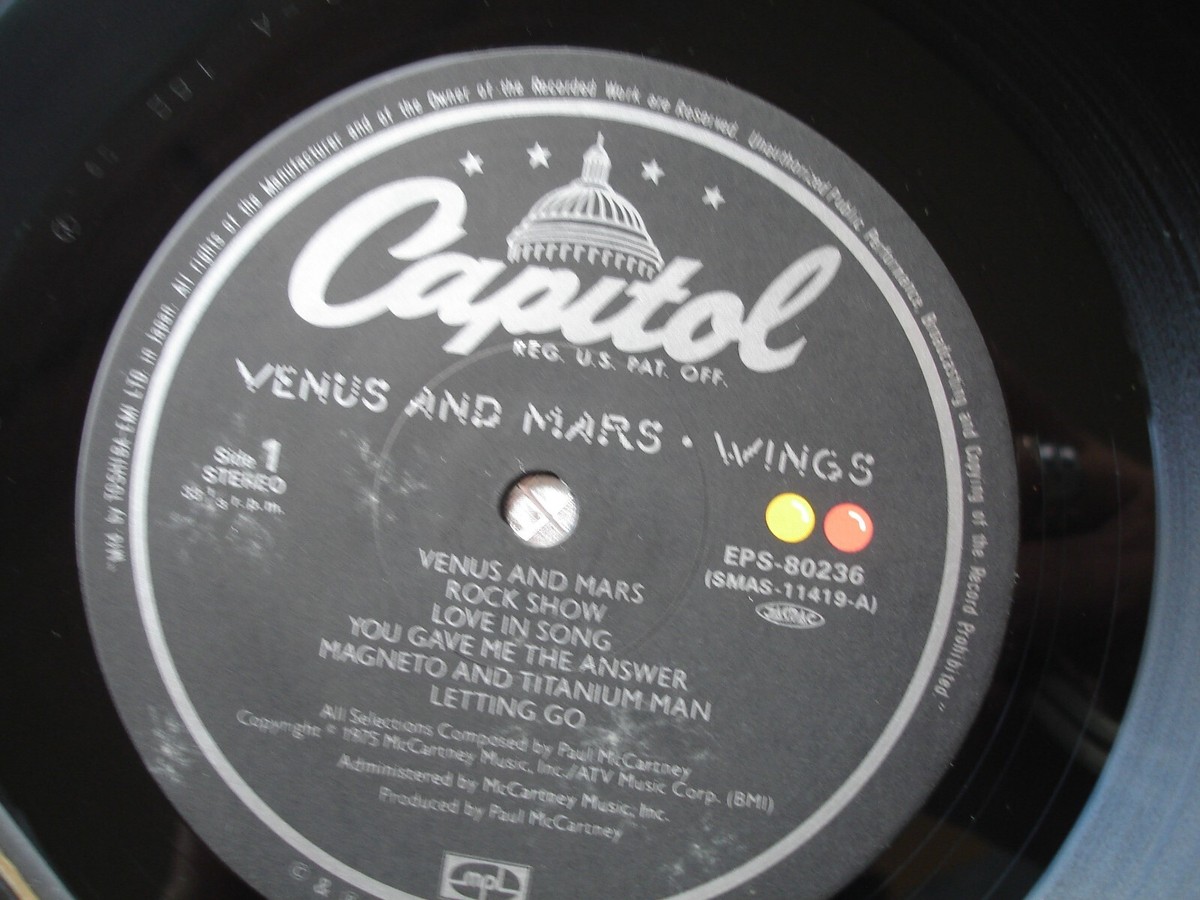 "Mfd. by TOSHIBA-EMI LTD. in Japan. All rights of the Manufacturer and of the Owner of the Recorded Work are Reserved. Unauthorized Public Performance, Broadcasting and Copying of the Record Prohibited."
Capitol
REG. U.S. PAT. OFF.
VENUS AND MARS · WINGS
Side 1
STEREO
33 1/3 r.p.m.
EPS-80236
(SMAS-11419-A)
JASRAC
VENUS AND MARS
ROCK SHOW
LOVE IN SONG
YOU GAVE ME THE ANSWER
MAGNETO AND TITANIUM MAN
LETTING GO
All Selections Composed by Paul McCartney
Copyright © 1975 McCartney Music, Inc./ATV Music Corp. (BMI)
Administered by McCartney Music, Inc.
Produced by Paul McCartney
mpl
© &